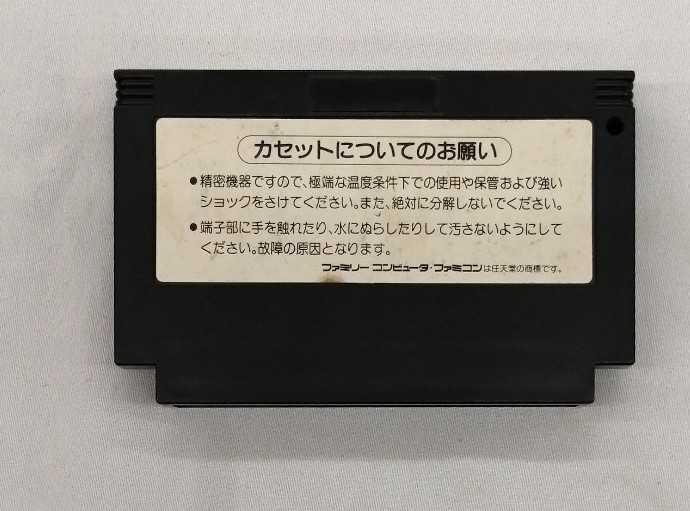 カセットについてのお願い
●精密機器ですので、極端な温度条件下での使用や保管および強い
ショックをさけてください。また、絶対に分解しないでください。
●端子部に手を触れたり、水にぬらしたりして汚さないようにして
ください。故障の原因となります。
ファミリー コンピュータ・ファミコンは任天堂の商標です。